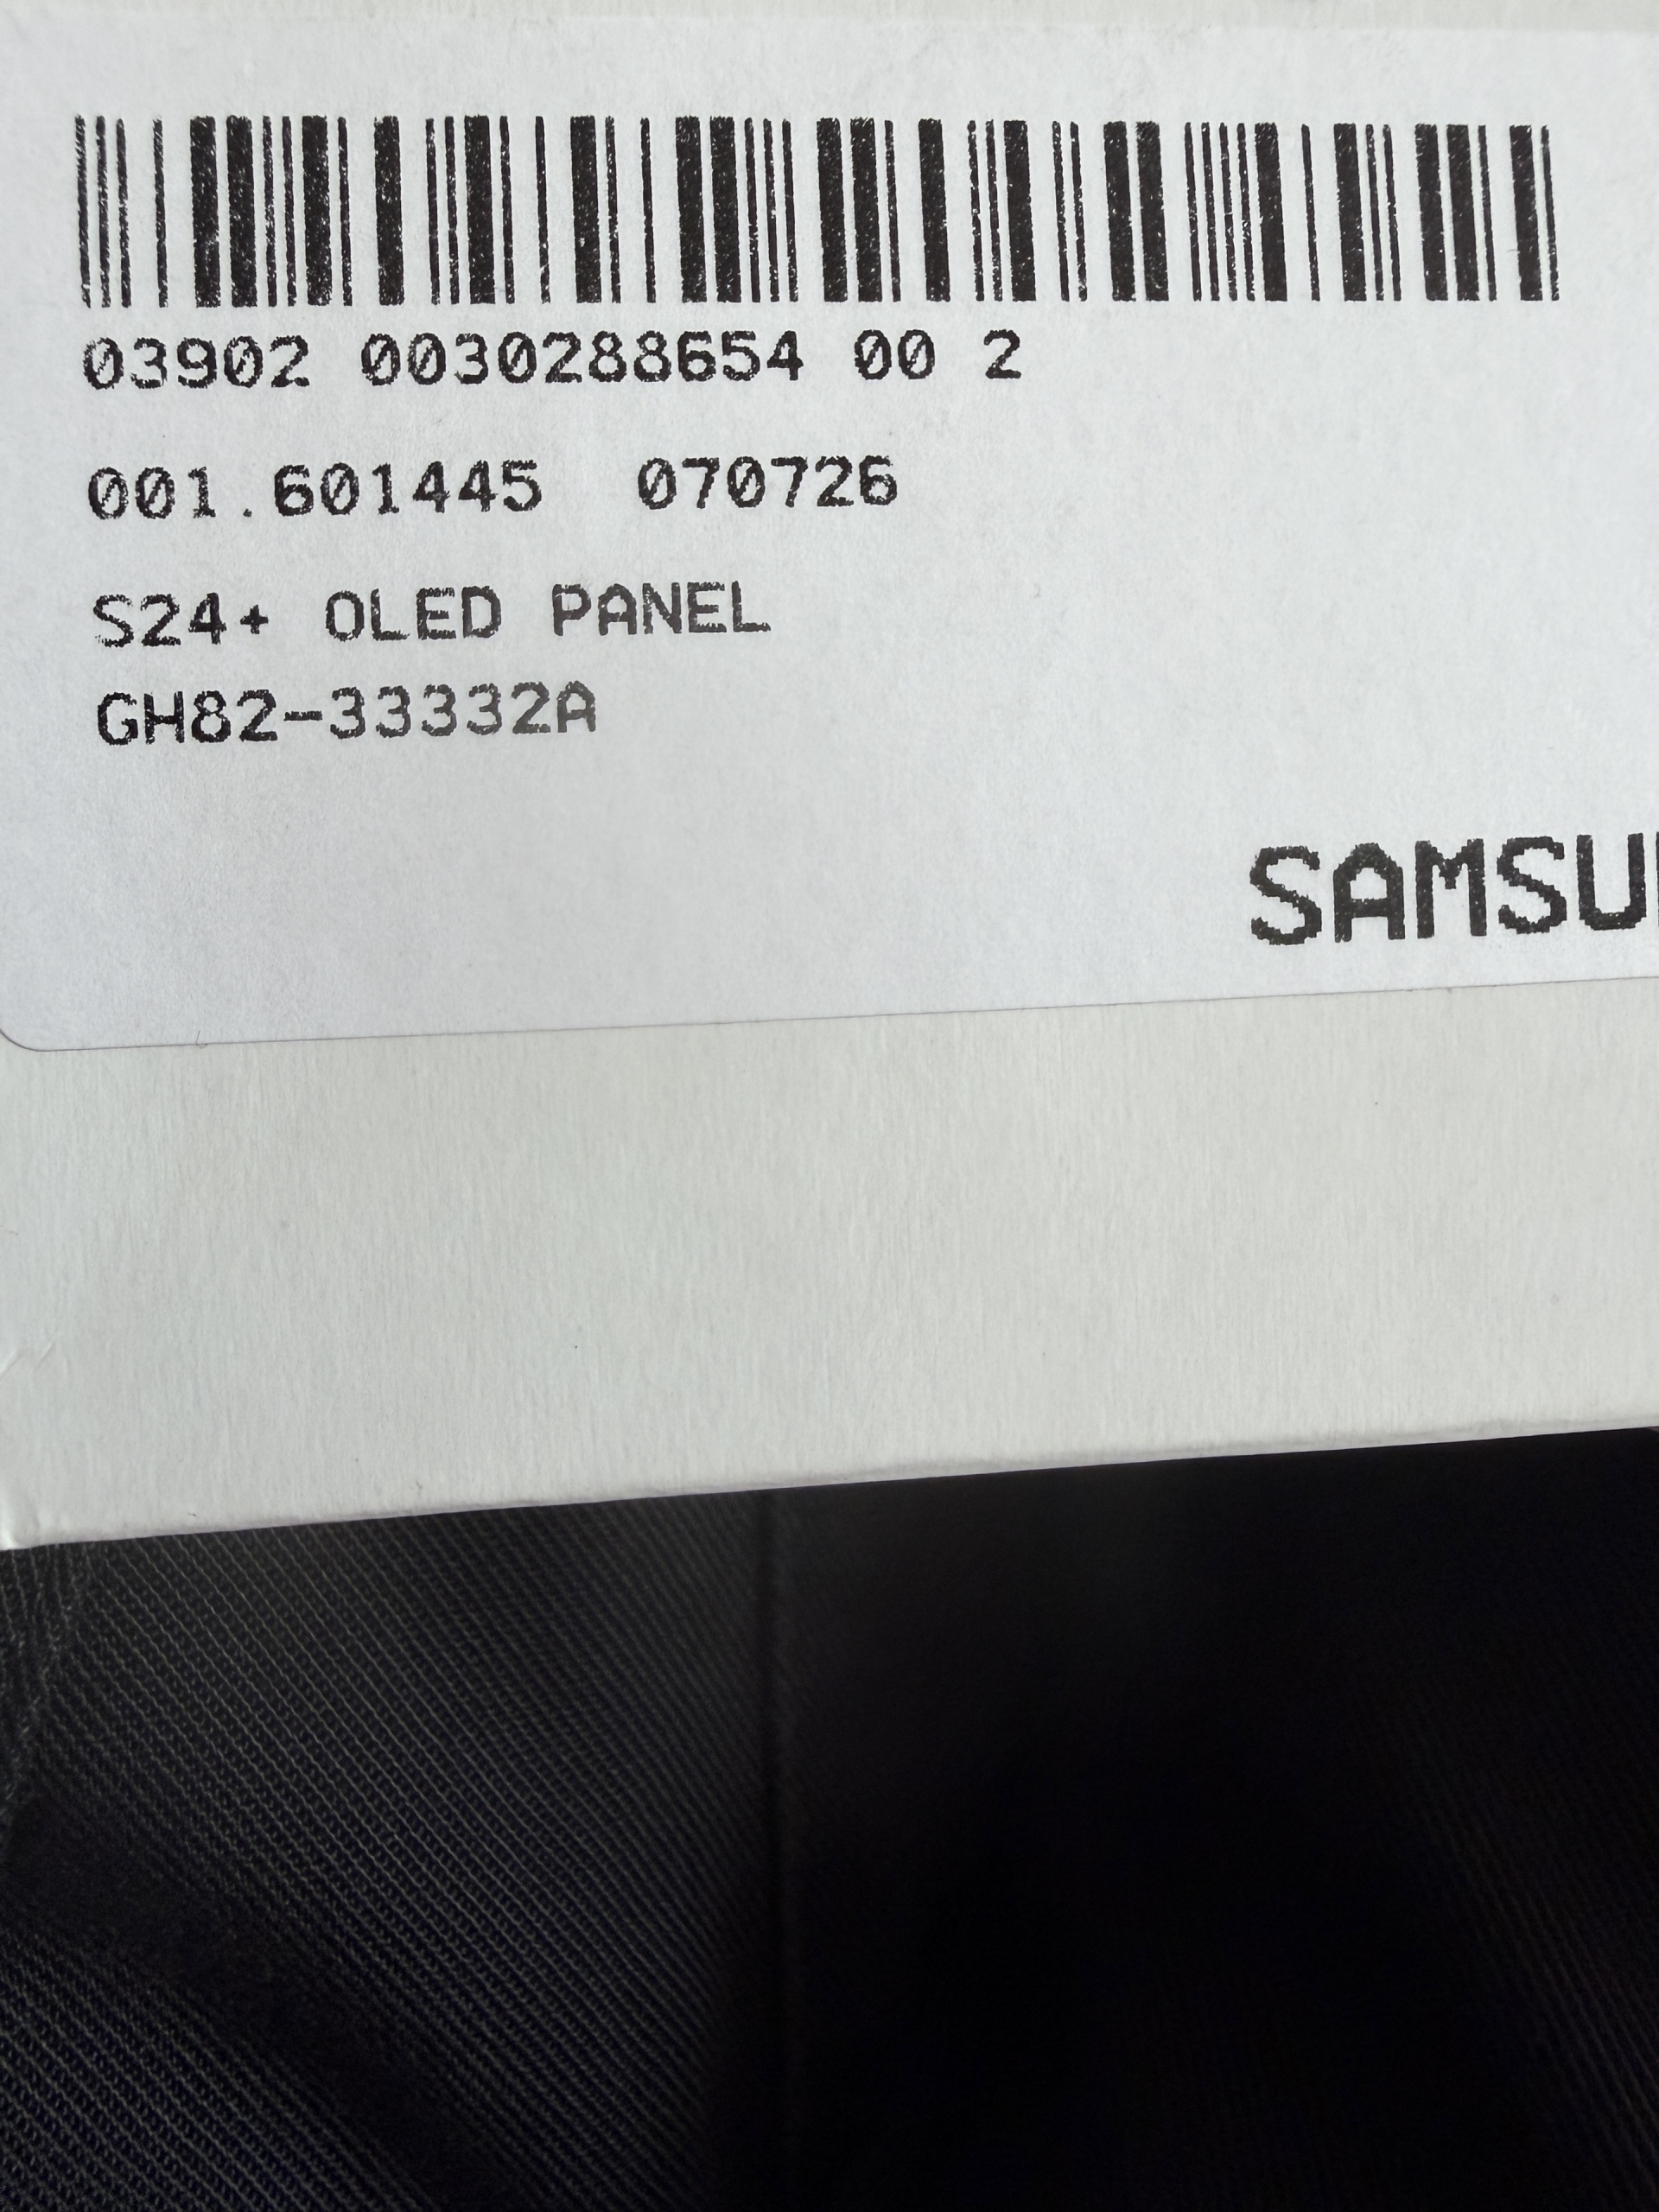 03902 0030288654 00 2
001.601445 070726
S24+ OLED PANEL
GH82-33332A
SAMSU